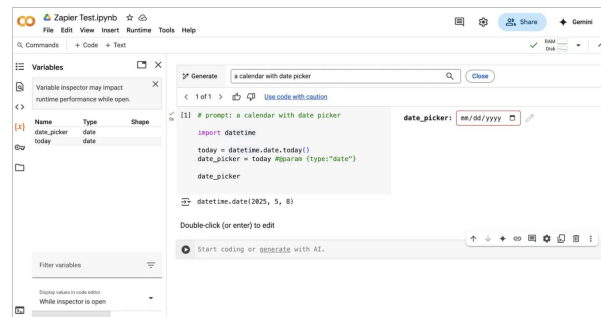 Zapier Test.ipynb
File Edit View Insert Runtime Tools Help
Share
Gemini
Commands + Code + Text
RAM
Disk
Variables
Variable inspector may impact
runtime performance while open.
Name Type Shape
date_picker date
today date
Filter variables
Display values in code editor
While inspector is open
Generate
a calendar with date picker
Close
1 of 1
Use code with caution
[1] # prompt: a calendar with date picker
import datetime
today = datetime.date.today()
date_picker = today #@param {type:"date"}
date_picker
date_picker: mm/dd/yyyy
datetime.date(2025, 5, 8)
Double-click (or enter) to edit
Start coding or generate with AI.